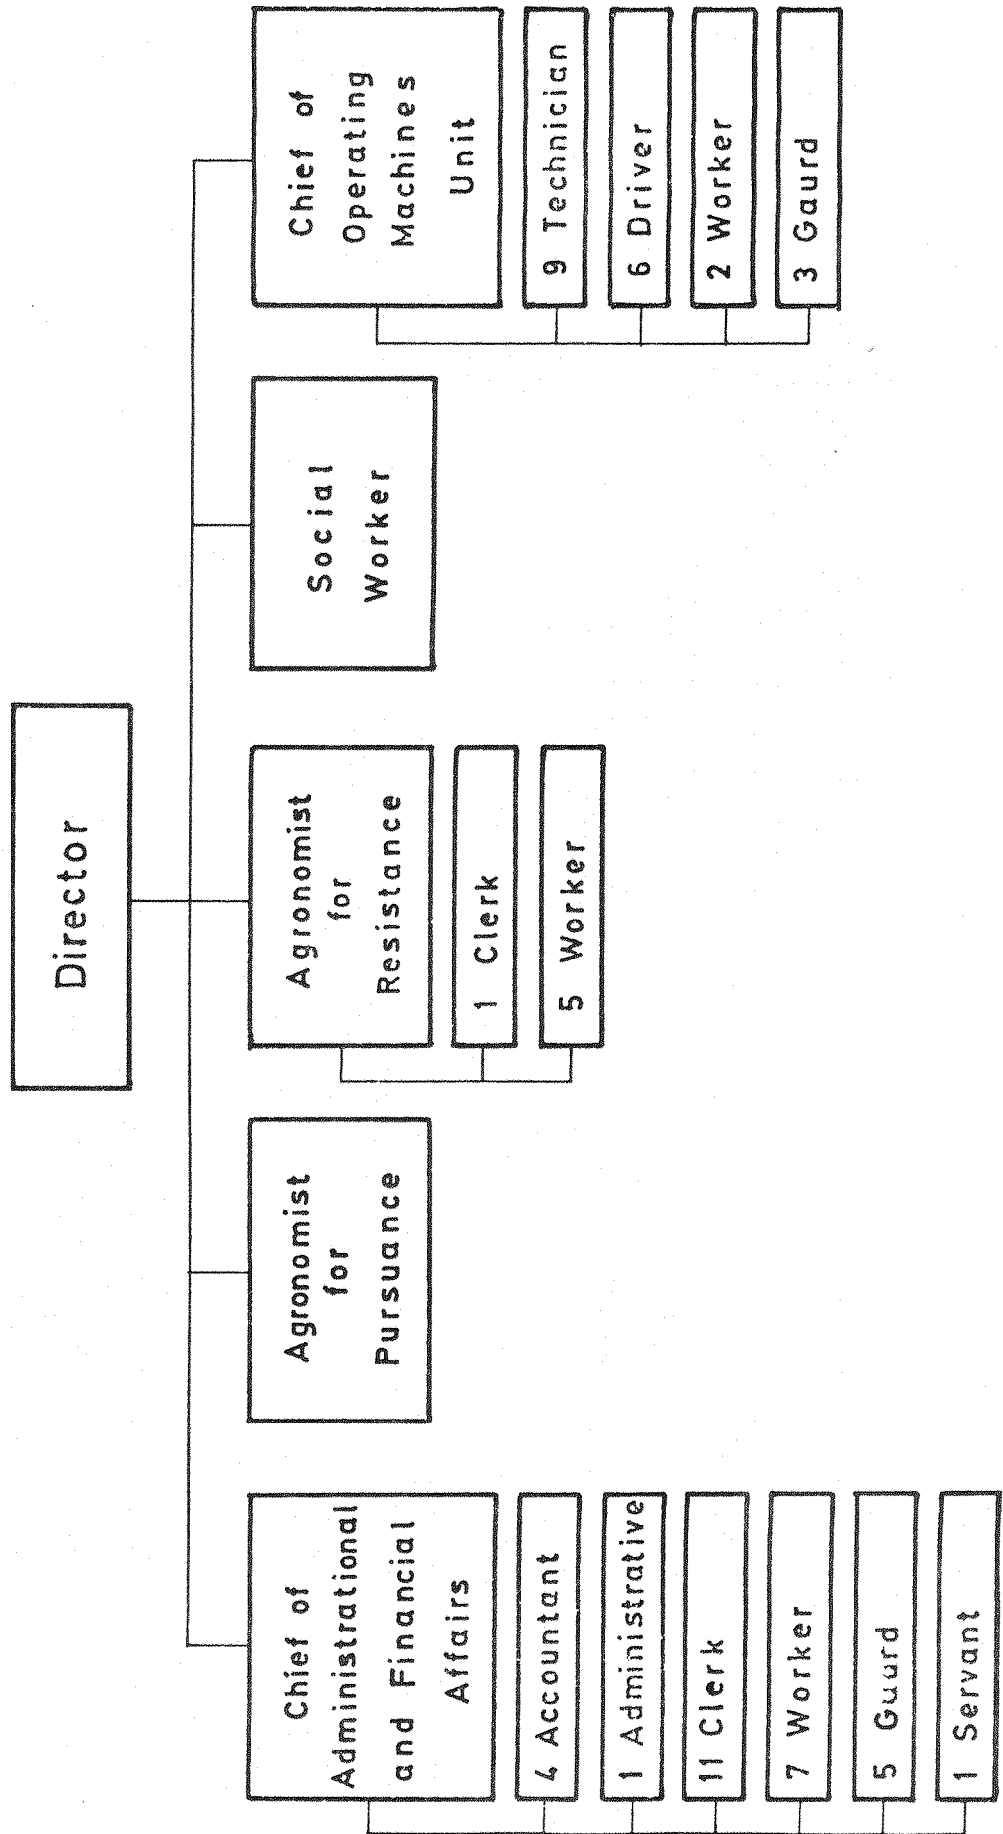 Director
Chief of
Administrational
and Financial
Affairs
4 Accountant
1 Administrative
11 Clerk
7 Worker
5 Guurd
1 Servant
Agronomist
for
Pursuance
Agronomist
for
Resistance
1 Clerk
5 Worker
Social
Worker
Chief of
Operating
Machines
Unit
9 Technician
6 Driver
2 Worker
3 Gaurd